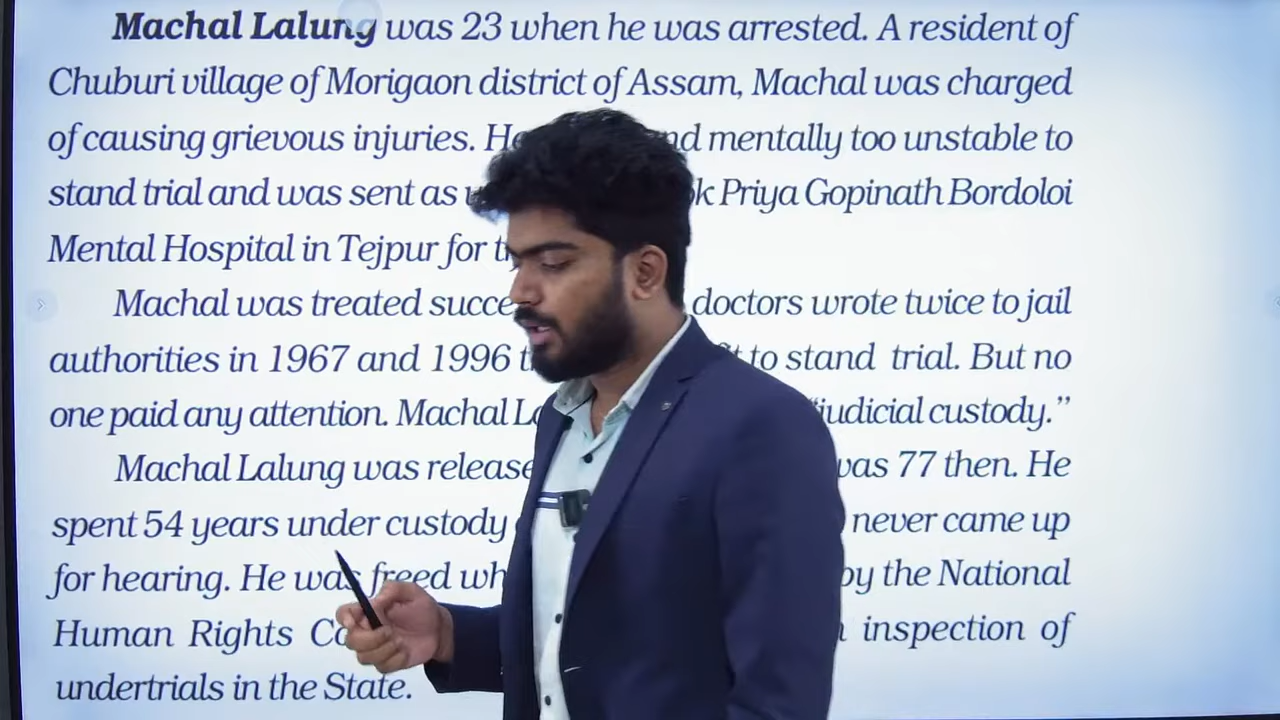 Machal Lalung was 23 when he was arrested. A resident of
Chuburi village of Morigaon district of Assam, Machal was charged
of causing grievous injuries. He mentally too unstable to
stand trial and was sent as Priya Gopinath Bordoloi
Mental Hospital in Tejpur for
Machal was treated doctors wrote twice to jail
authorities in 1967 and 1996 to stand trial. But no
one paid any attention. Machal "judicial custody."
Machal Lalung was 77 then. He
spent 54 years under custody never came up
for hearing. He was freed by the National
Human Rights inspection of
undertrials in the State.